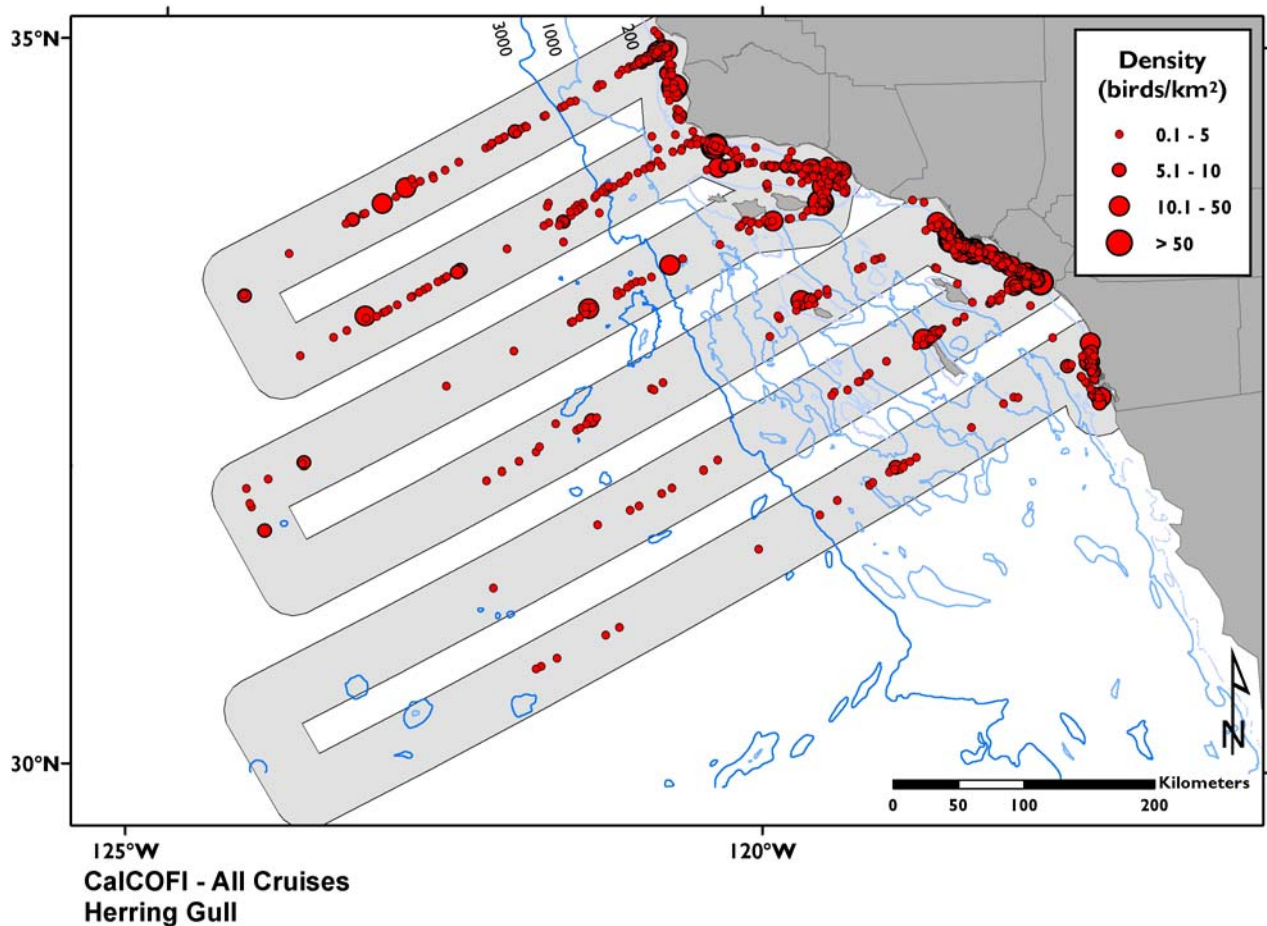 35°N
3000
1000
200
Density
(birds/km²)
0.1 - 5
5.1 - 10
10.1 - 50
> 50
N
30°N
Kilometers
0 50 100 200
125°W 120°W
CalCOFI - All Cruises
Herring Gull